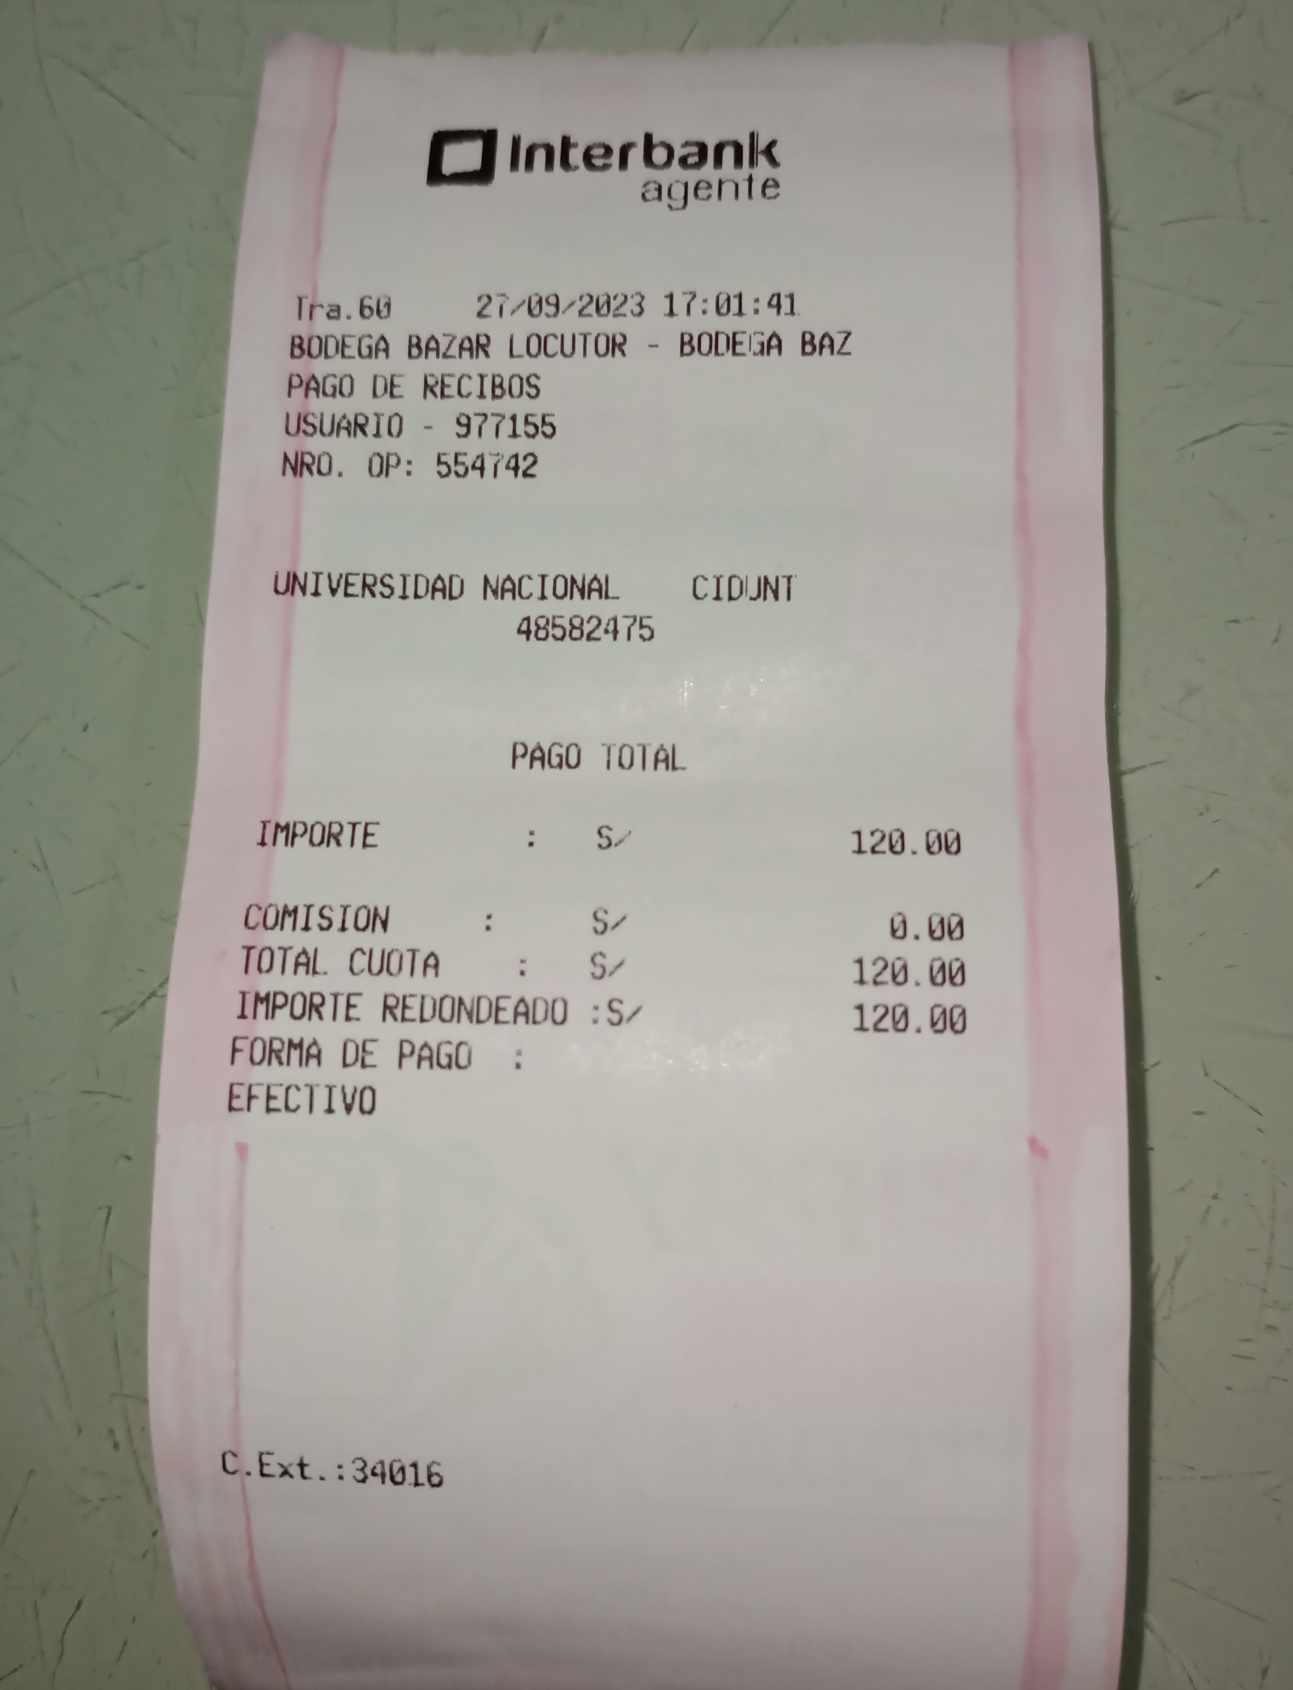 Interbank
agente
Tra.60 27/09/2023 17:01:41
BODEGA BAZAR LOCUTOR - BODEGA BAZ
PAGO DE RECIBOS
USUARIO - 977155
NRO. OP: 554742
UNIVERSIDAD NACIONAL CIDUNT
48582475
PAGO TOTAL
IMPORTE : S/ 120.00
COMISION : S/ 0.00
TOTAL CUOTA : S/ 120.00
IMPORTE REDONDEADO :S/ 120.00
FORMA DE PAGO :
EFECTIVO
C.Ext.:34016